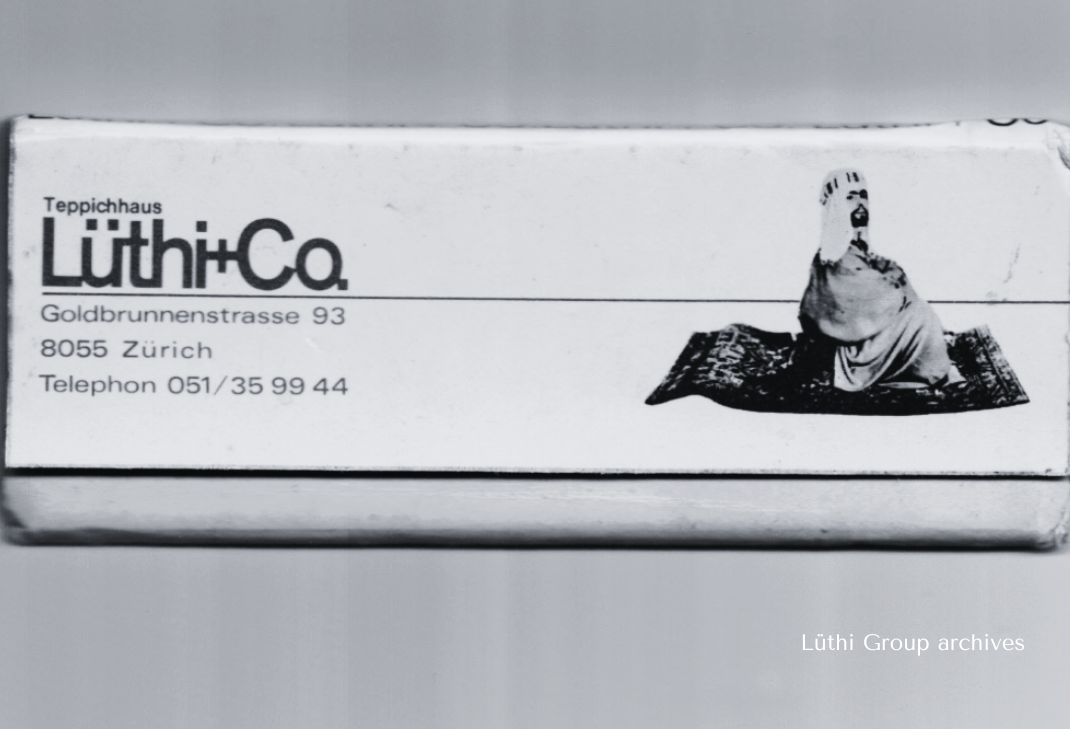 Teppichhaus
Lüthi+Co.
Goldbrunnenstrasse 93
8055 Zürich
Telephon 051/35 99 44
Lüthi Group archives